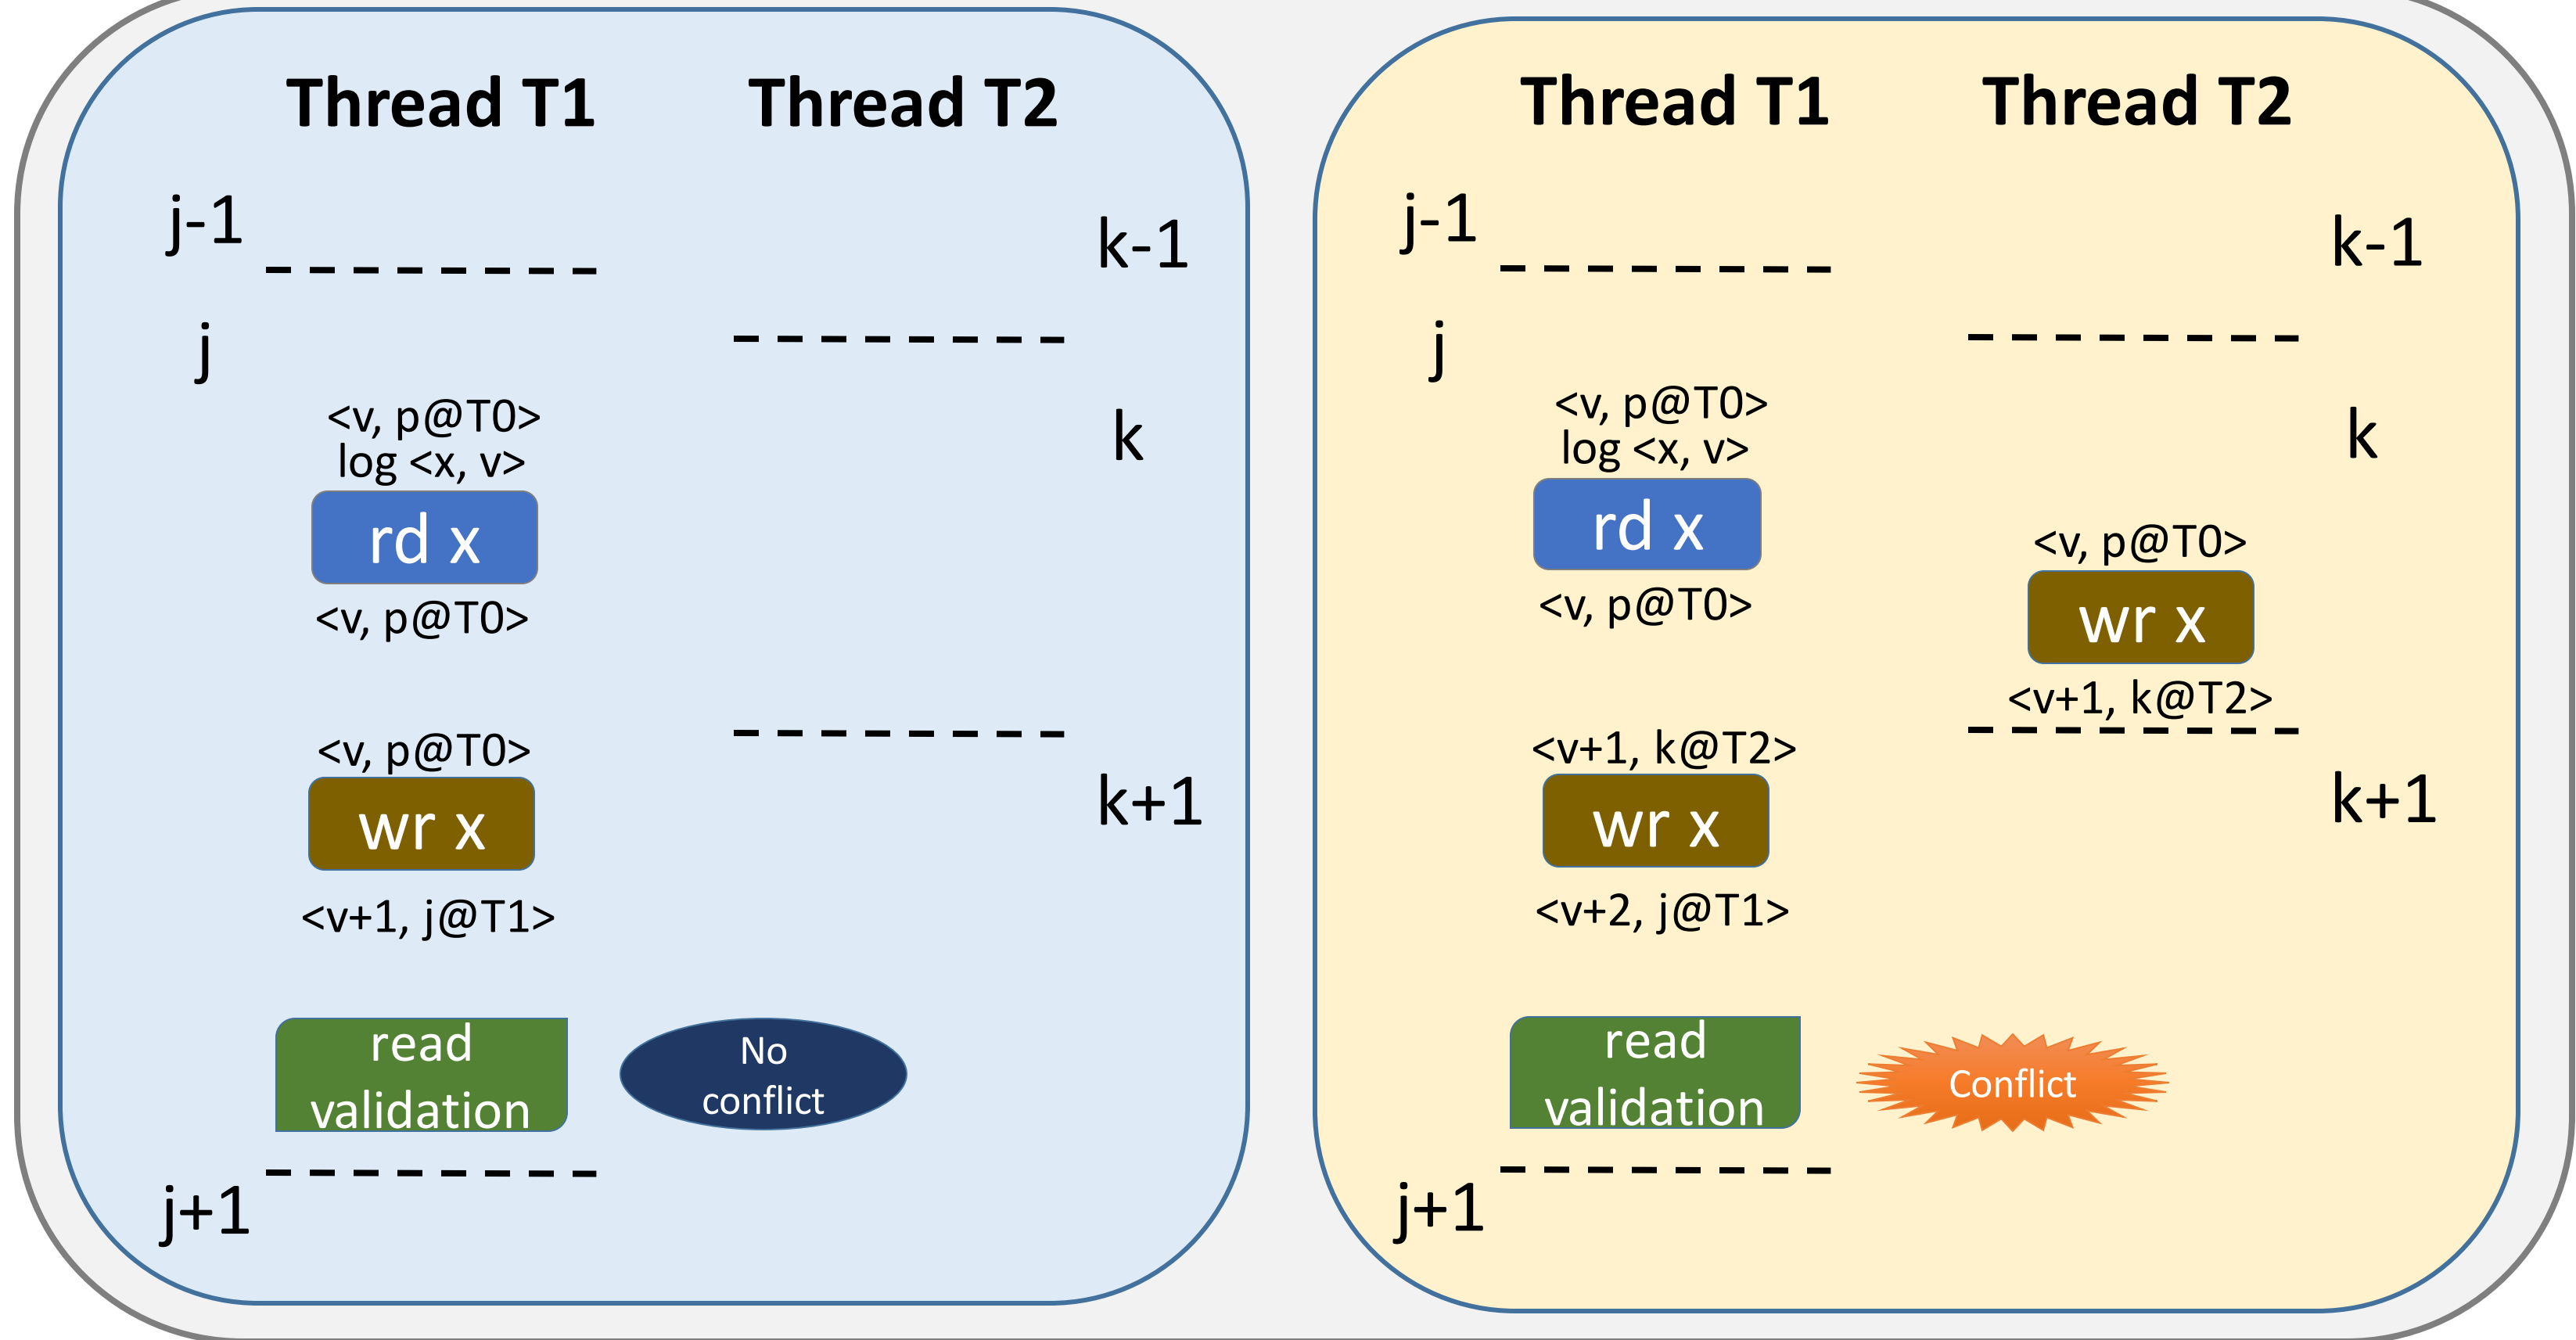 Thread T1
Thread T2
j-1
k-1
j
k
<v, p@T0>
log <x, v>
rd x
<v, p@T0>
<v, p@T0>
wr x
<v+1, j@T1>
k+1
read
validation
No
conflict
j+1
Thread T1
Thread T2
j-1
k-1
j
k
<v, p@T0>
log <x, v>
rd x
<v, p@T0>
<v, p@T0>
wr x
<v+1, k@T2>
<v+1, k@T2>
wr x
<v+2, j@T1>
k+1
read
validation
Conflict
j+1